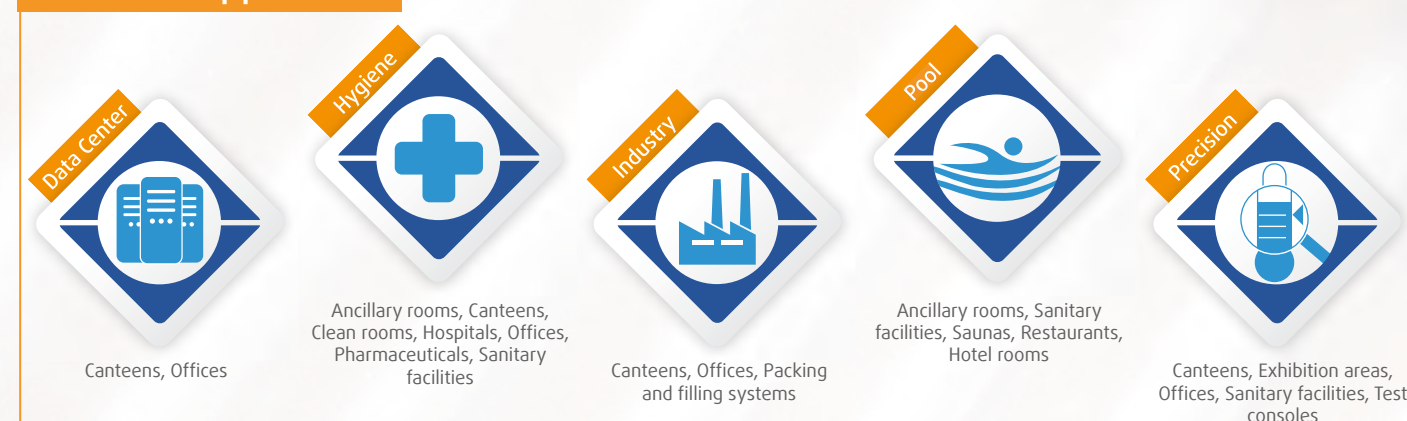 Data Center
Canteens, Offices
Hygiene
Ancillary rooms, Canteens,
Clean rooms, Hospitals, Offices,
Pharmaceuticals, Sanitary
facilities
Industry
Canteens, Offices, Packing
and filling systems
Pool
Ancillary rooms, Sanitary
facilities, Saunas, Restaurants,
Hotel rooms
Precision
Canteens, Exhibition areas,
Offices, Sanitary facilities, Test
consoles